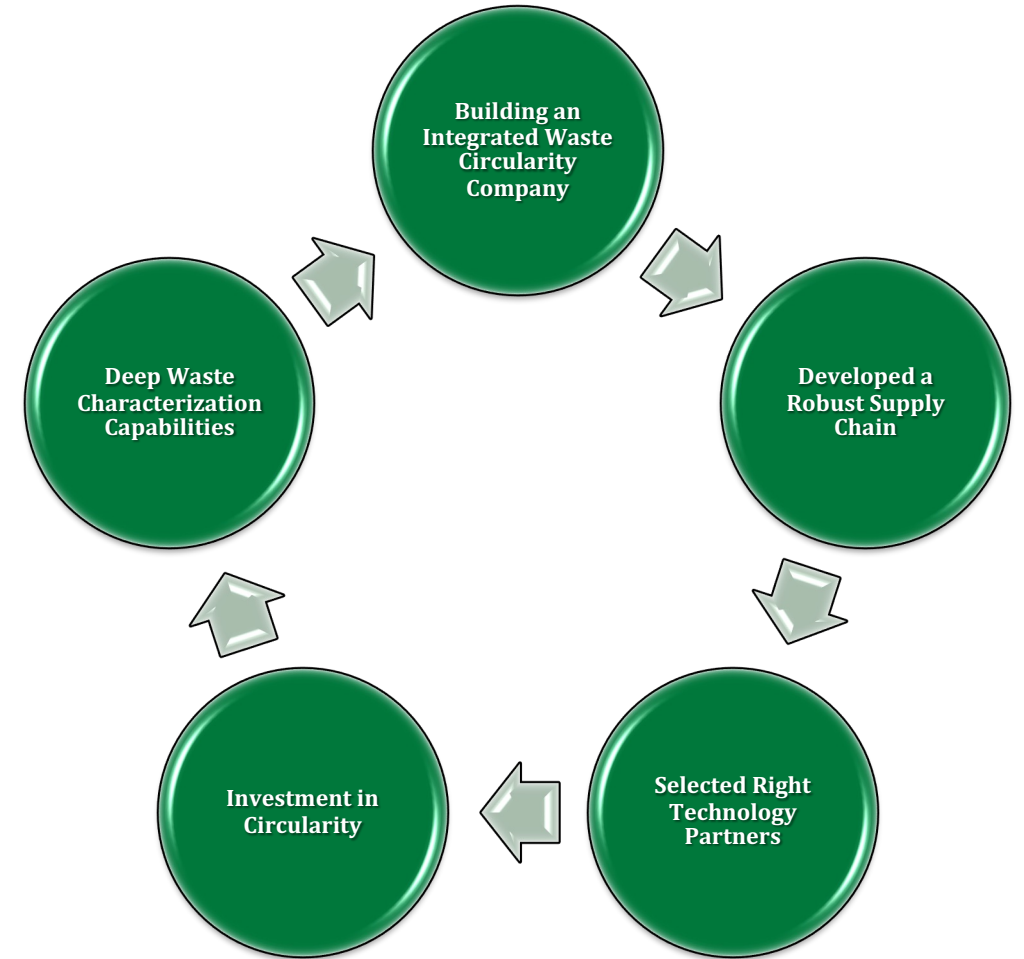 Building an
Integrated Waste
Circularity
Company
Developed a
Robust Supply
Chain
Selected Right
Technology
Partners
Investment in
Circularity
Deep Waste
Characterization
Capabilities